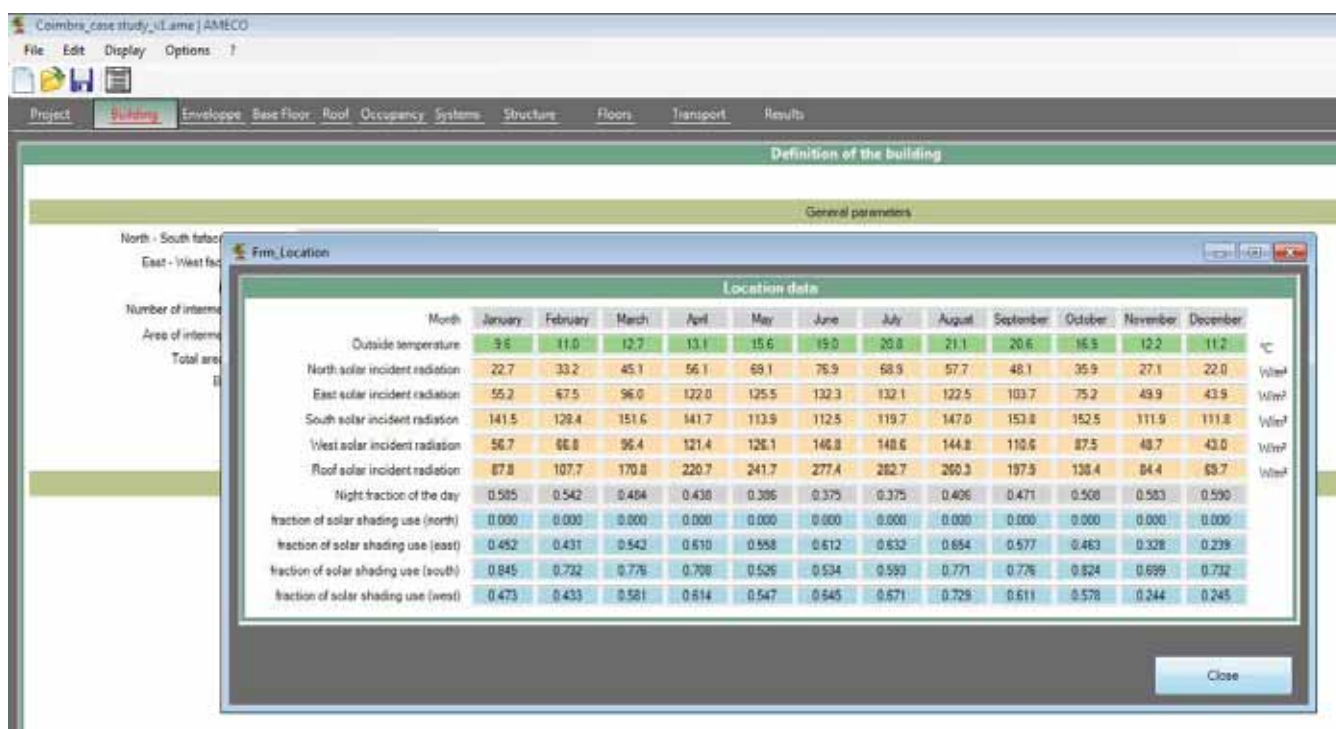 Coimbra_case study_v1.ame | AMECO
File Edit Display Options ?
Project Building Enveloppe Base Floor Roof Occupancy Systems Structure Floors Transport Results
Definition of the building
General parameters
North - South
East - West
Number of
Area of
Total
Frm_Location
Location data
Month January February March April May June July August September October November December
Outside temperature 9.6 11.0 12.7 13.1 15.6 19.0 20.8 21.1 20.6 16.9 12.2 11.2 °C
North solar incident radiation 22.7 33.2 45.1 56.1 69.1 76.9 68.9 57.7 48.1 35.9 27.1 22.0 W/m²
East solar incident radiation 55.2 67.5 96.0 122.0 125.5 132.3 132.1 122.5 103.7 75.2 49.9 43.9 W/m²
South solar incident radiation 141.5 128.4 151.6 141.7 113.9 112.5 119.7 147.0 153.8 152.5 111.9 111.8 W/m²
West solar incident radiation 56.7 66.8 96.4 121.4 126.1 146.8 148.6 144.8 110.6 87.5 48.7 43.0 W/m²
Roof solar incident radiation 87.8 107.7 170.8 220.7 241.7 277.4 282.7 260.3 197.9 138.4 84.4 69.7 W/m²
Night fraction of the day 0.585 0.542 0.484 0.438 0.386 0.375 0.375 0.406 0.471 0.508 0.583 0.590
fraction of solar shading use (north) 0.000 0.000 0.000 0.000 0.000 0.000 0.000 0.000 0.000 0.000 0.000 0.000
fraction of solar shading use (east) 0.452 0.431 0.542 0.610 0.558 0.612 0.632 0.654 0.577 0.463 0.328 0.239
fraction of solar shading use (south) 0.845 0.732 0.776 0.708 0.526 0.534 0.593 0.771 0.776 0.824 0.699 0.732
fraction of solar shading use (west) 0.473 0.433 0.581 0.614 0.547 0.645 0.671 0.729 0.611 0.578 0.244 0.245
Close